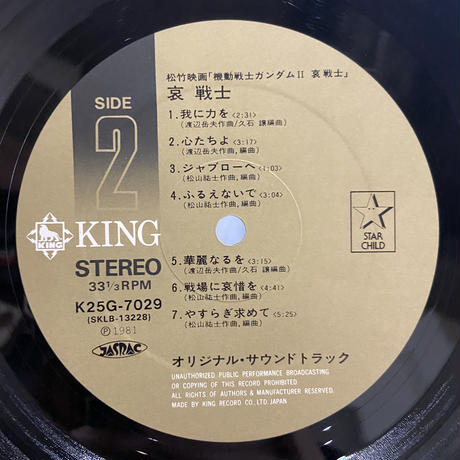 松竹映画「機動戦士ガンダムII 哀 戦士」
哀 戦士
SIDE
2
1.我に力を <2:31>
(渡辺岳夫作曲/久石 譲編曲)
2.心たちよ <3:17>
(渡辺岳夫作曲,編曲)
3.ジャブローへ <1:03>
(松山祐士作曲,編曲)
4.ふるえないで <3:04>
(松山祐士作曲,編曲)
KING
KING
STAR
CHILD
STEREO
33 1/3 RPM
K25G-7029
(SKLB-13228)
Ⓟ1981
JASRAC
5.華麗なるを <3:15>
(渡辺岳夫作曲/久石 譲編曲)
6.戦場に哀惜を <4:41>
(松山祐士作曲,編曲)
7.やすらぎ求めて <5:25>
(松山祐士作曲,編曲)
オリジナル・サウンドトラック
UNAUTHORIZED PUBLIC PERFORMANCE BROADCASTING
OR COPYING OF THIS RECORD PROHIBITED
ALL RIGHTS OF AUTHORS & MANUFACTURER RESERVED.
MADE BY KING RECORD CO. LTD. JAPAN